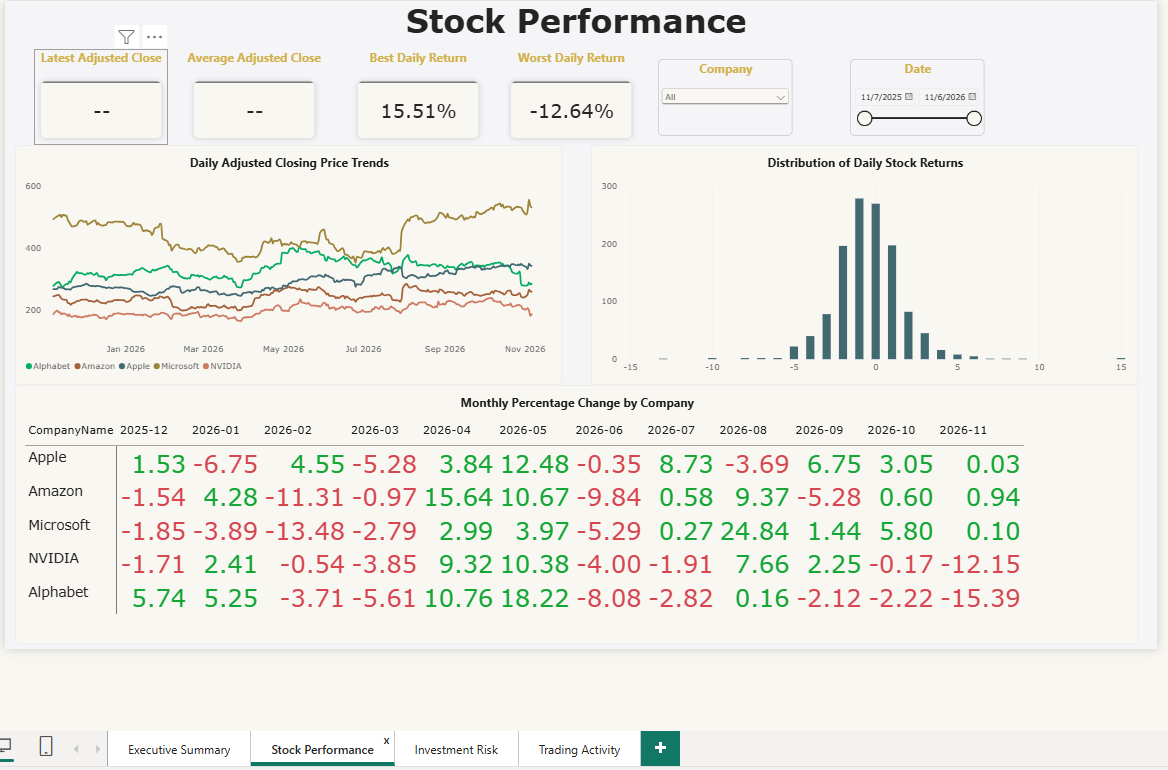 Stock Performance
Latest Adjusted Close
Average Adjusted Close
Best Daily Return
Worst Daily Return
Company
Date
--
--
15.51%
-12.64%
All
11/7/2025
11/6/2026
Daily Adjusted Closing Price Trends
600
400
200
Jan 2026 Mar 2026 May 2026 Jul 2026 Sep 2026 Nov 2026
Alphabet Amazon Apple Microsoft NVIDIA
Distribution of Daily Stock Returns
300
200
100
0
-15 -10 -5 0 5 10 15
Monthly Percentage Change by Company
CompanyName 2025-12 2026-01 2026-02 2026-03 2026-04 2026-05 2026-06 2026-07 2026-08 2026-09 2026-10 2026-11
Apple 1.53 -6.75 4.55 -5.28 3.84 12.48 -0.35 8.73 -3.69 6.75 3.05 0.03
Amazon -1.54 4.28 -11.31 -0.97 15.64 10.67 -9.84 0.58 9.37 -5.28 0.60 0.94
Microsoft -1.85 -3.89 -13.48 -2.79 2.99 3.97 -5.29 0.27 24.84 1.44 5.80 0.10
NVIDIA -1.71 2.41 -0.54 -3.85 9.32 10.38 -4.00 -1.91 7.66 2.25 -0.17 -12.15
Alphabet 5.74 5.25 -3.71 -5.61 10.76 18.22 -8.08 -2.82 0.16 -2.12 -2.22 -15.39
Executive Summary
Stock Performance x
Investment Risk
Trading Activity
+